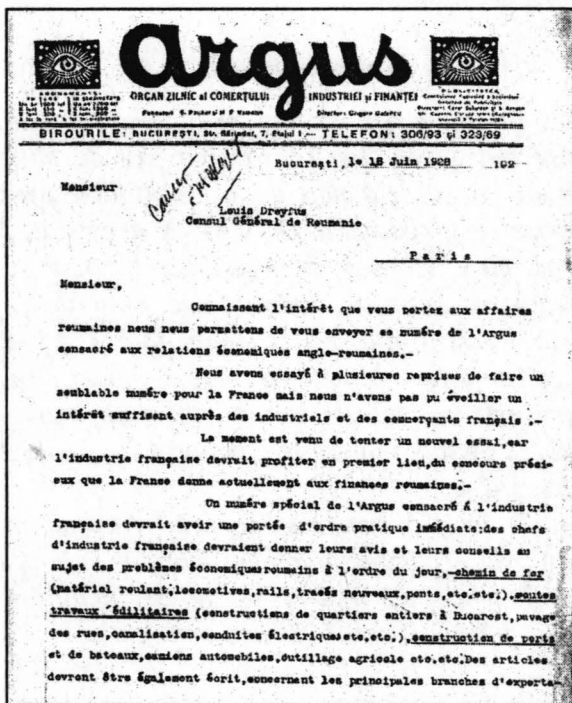 argus
ORGAN ZILNIC al COMERŢULUI INDUSTRIEI şi FINANŢEI
BIROURILE: BUCUREŞTI, Str. Sărindar, 7, Etajul I. — TELEFON: 306/93 şi 323/69
Bucureşti, le 18 Juin 1928 192
Monsieur
Louis Dreyfus
Consul Général de Roumanie
Paris
Monsieur,
Connaissant l'intérêt que vous portez aux affaires
roumaines nous nous permettons de vous envoyer ce numéro de l'Argus
consacré aux relations économiques anglo-roumaines.-
Nous avons essayé à plusieures reprises de faire un
semblable numéro pour la France mais nous n'avons pas pu éveiller un
intérêt suffisant auprès des industriels et des commerçants français .-
Le moment est venu de tenter un nouvel essai,car
l'industrie française devrait profiter en premier lieu,du concours préci-
eux que la France donne actuellement aux finances roumaines.-
Un numéro spécial de l'Argus consacré à l'industrie
française devrait avoir une portée d'ordre pratique immédiate:des chefs
d'industrie française devraient donner leurs avis et leurs conseils au
sujet des problèmes économiques roumains à l'ordre du jour,-chemin de fer
(matériel roulant,locomotives,rails,tracés nouveaux,ponts,etc.etc.),routes
travaux édilitaires (constructions de quartiers entiers à Bucarest,pavage
des rues,canalisation,conduites électriques etc.etc.),construction de ports
et de bateaux,camions automobiles,outillage agricole etc.etc.Des articles
devront être également écrit,concernant les principales branches d'exporta-